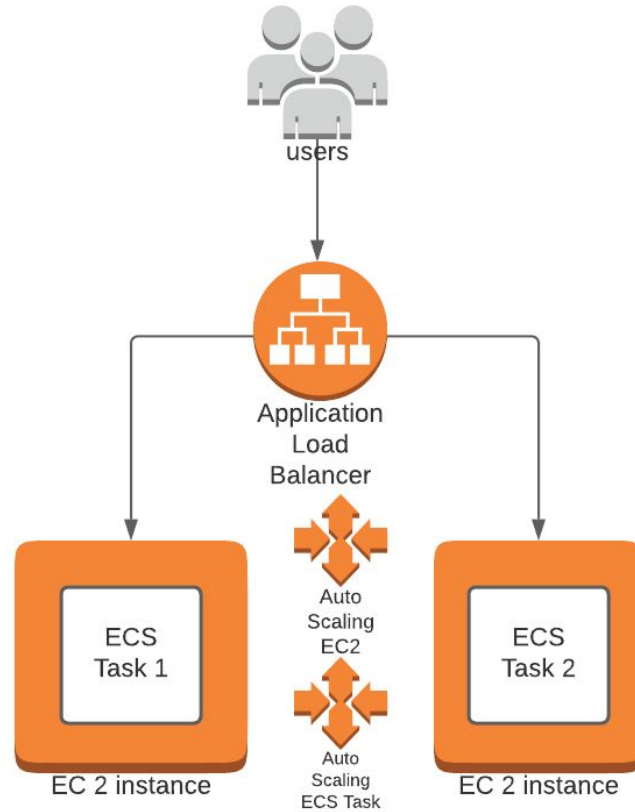 users
Application
Load
Balancer
ECS
Task 1
EC 2 instance
Auto
Scaling
EC2
Auto
Scaling
ECS Task
ECS
Task 2
EC 2 instance